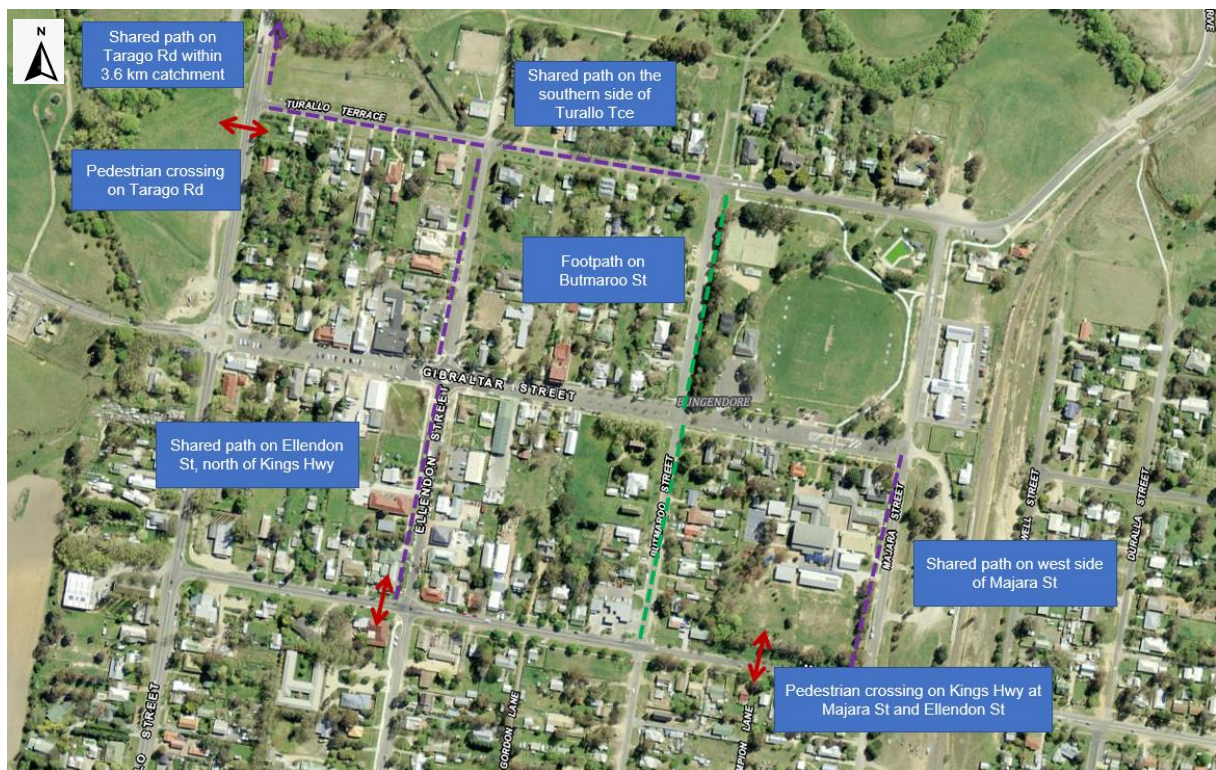 N
Shared path on
Tarago Rd within
3.6 km catchment
Shared path on the
southern side of
Turallo Tce
TURALLO TERRACE
Pedestrian crossing
on Tarago Rd
Footpath on
Butmaroo St
GIBRALTAR STREET
BUNGENDORE
Shared path on Ellendon
St, north of Kings Hwy
ELLENDON STREET
BUTMAROO STREET
MAJARA STREET
STREET
DURALLA STREET
Shared path on west side
of Majara St
Pedestrian crossing on Kings Hwy at
Majara St and Ellendon St
STREET
GORDON LANE
LANE